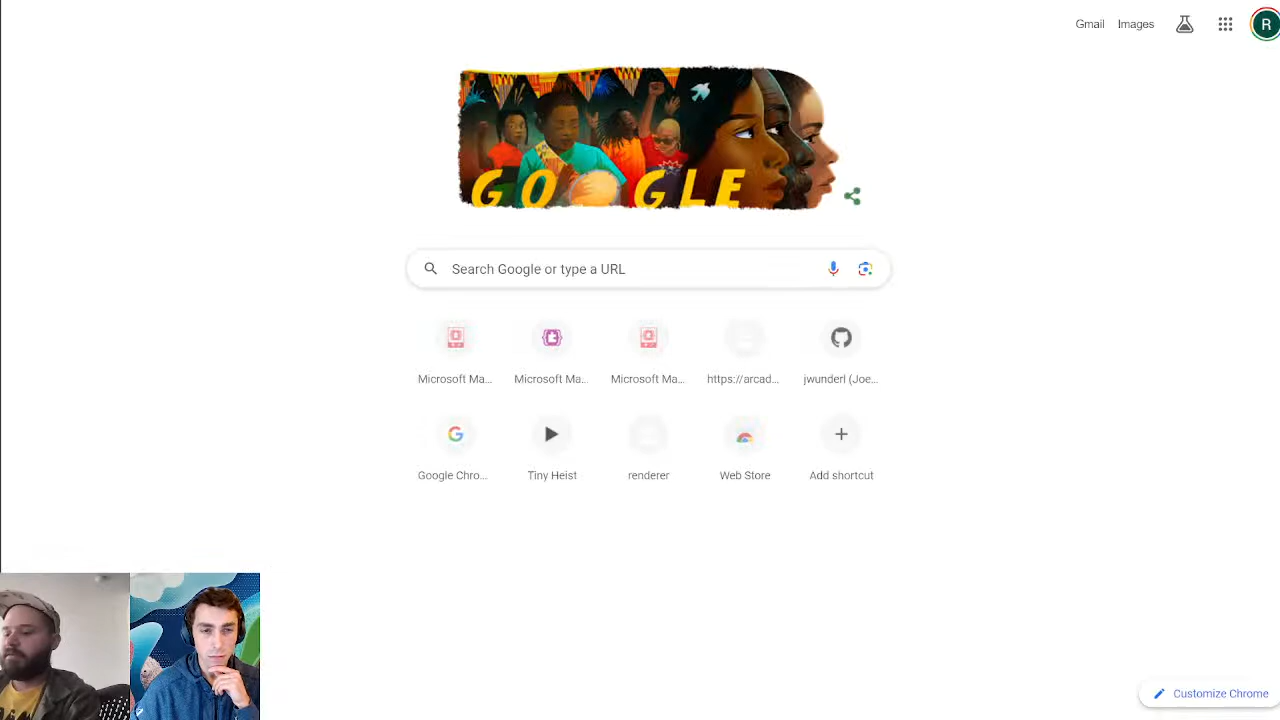 Gmail Images R
GOOGLE
Search Google or type a URL
Microsoft Ma... Microsoft Ma... Microsoft Ma... https://arcad... jwunderl (Joe...
Google Chro... Tiny Heist renderer Web Store Add shortcut
Customize Chrome